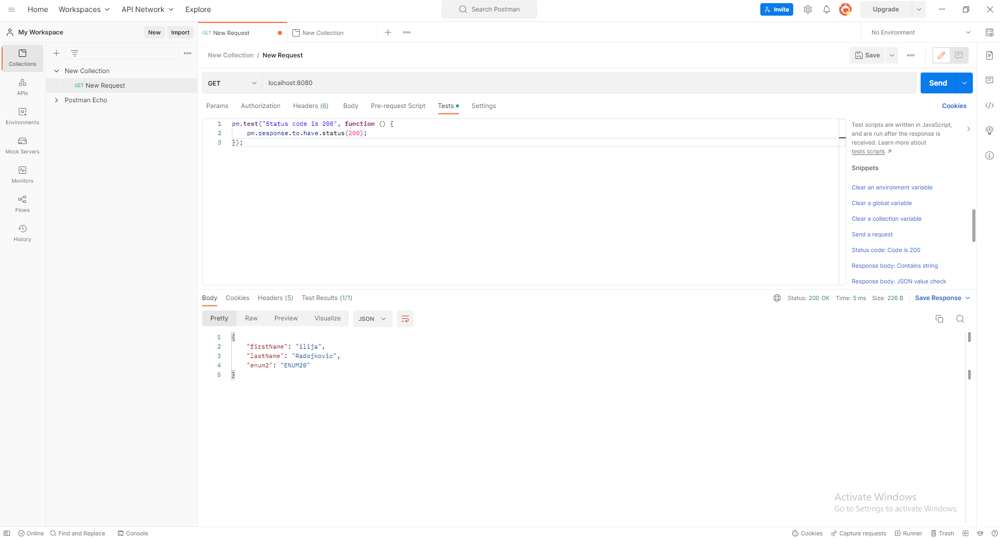 Home Workspaces API Network Explore Search Postman Invite Upgrade
My Workspace New Import GET New Request New Collection No Environment
Collections
APIs
Environments
Mock Servers
Monitors
Flows
History
New Collection
GET New Request
Postman Echo
New Collection / New Request Save
GET localhost:8080 Send
Params Authorization Headers (6) Body Pre-request Script Tests Settings Cookies
1 pm.test("Status code is 200", function () {
2 pm.response.to.have.status(200);
3 });
Test scripts are written in JavaScript,
and are run after the response is
received. Learn more about
tests scripts
Snippets
Clear an environment variable
Clear a global variable
Clear a collection variable
Send a request
Status code: Code is 200
Response body: Contains string
Response body: JSON value check
Body Cookies Headers (5) Test Results (1/1) Status: 200 OK Time: 5 ms Size: 226 B Save Response
Pretty Raw Preview Visualize JSON
1 {
2 "firstName": "ilija",
3 "lastName": "Radojkovic",
4 "enum2": "ENUM20"
5 }
Activate Windows
Go to Settings to activate Windows.
Online Find and Replace Console Cookies Capture requests Runner Trash